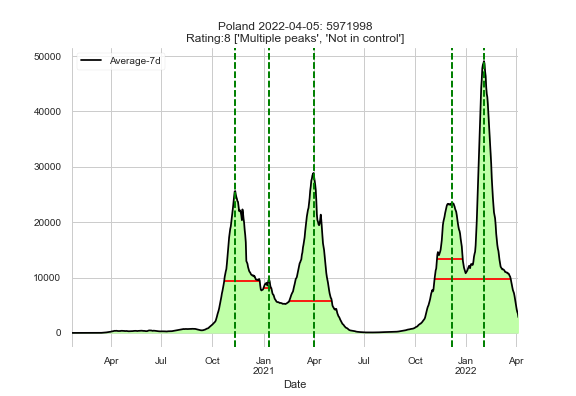 Poland 2022-04-05: 5971998
Rating:8 ['Multiple peaks', 'Not in control']
Average-7d
50000
40000
30000
20000
10000
0
Apr Jul Oct Jan Apr Jul Oct Jan Apr
2021 2022
Date